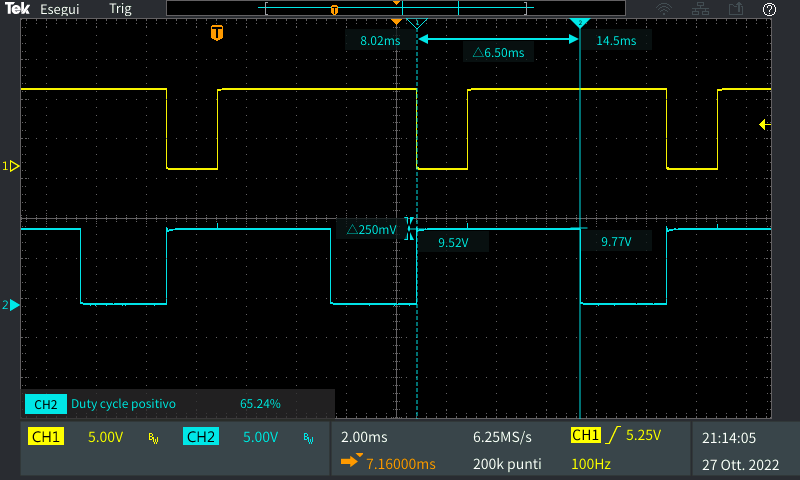 Tek Esegui Trig
T
T
?
1 2
8.02ms 14.5ms
△6.50ms
1
△250mV
9.52V 9.77V
2
CH2 Duty cycle positivo 65.24%
CH1 5.00V BW CH2 5.00V BW
2.00ms 6.25MS/s CH1 5.25V
7.16000ms 200k punti 100Hz
21:14:05
27 Ott. 2022